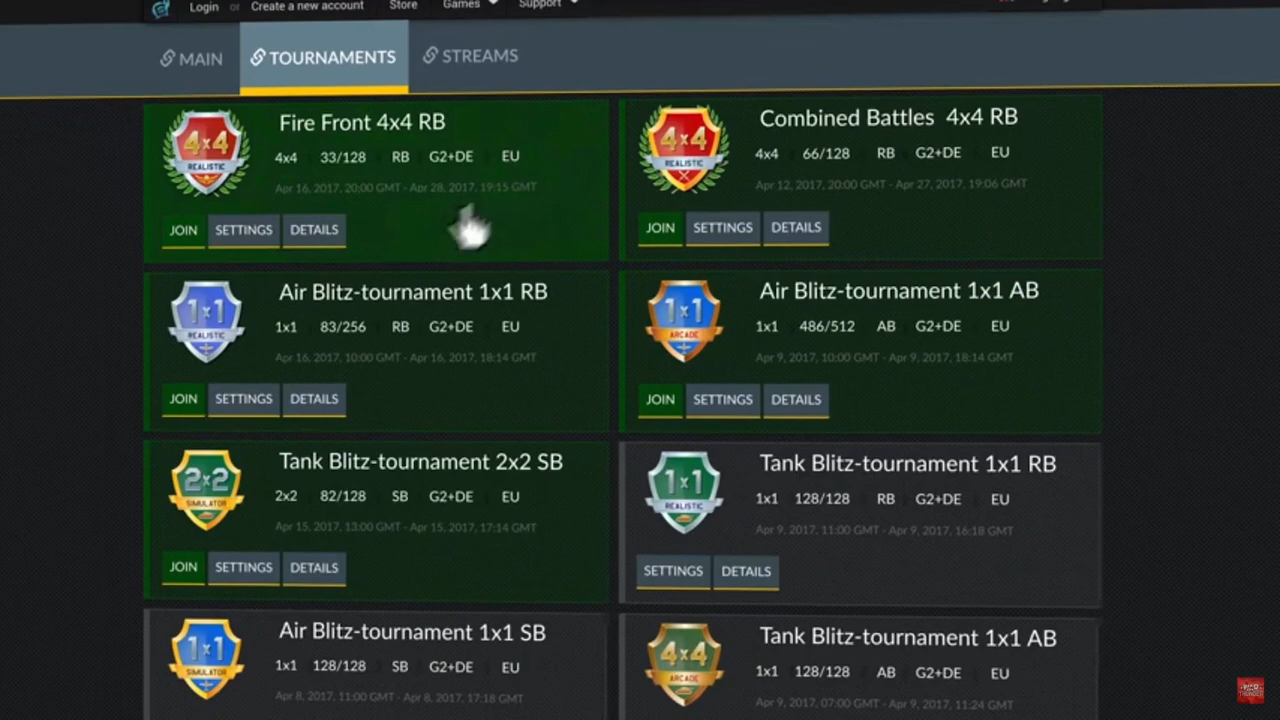 Login or Create a new account Store Games Support
MAIN TOURNAMENTS STREAMS
4x4
REALISTIC
Fire Front 4x4 RB
4x4 33/128 RB G2+DE EU
Apr 16, 2017, 20:00 GMT - Apr 28, 2017, 19:15 GMT
JOIN SETTINGS DETAILS
4x4
REALISTIC
Combined Battles 4x4 RB
4x4 66/128 RB G2+DE EU
Apr 12, 2017, 20:00 GMT - Apr 27, 2017, 19:06 GMT
JOIN SETTINGS DETAILS
1x1
REALISTIC
Air Blitz-tournament 1x1 RB
1x1 83/256 RB G2+DE EU
Apr 16, 2017, 10:00 GMT - Apr 16, 2017, 18:14 GMT
JOIN SETTINGS DETAILS
1x1
ARCADE
Air Blitz-tournament 1x1 AB
1x1 486/512 AB G2+DE EU
Apr 9, 2017, 10:00 GMT - Apr 9, 2017, 18:14 GMT
JOIN SETTINGS DETAILS
2x2
SIMULATOR
Tank Blitz-tournament 2x2 SB
2x2 82/128 SB G2+DE EU
Apr 15, 2017, 13:00 GMT - Apr 15, 2017, 17:14 GMT
JOIN SETTINGS DETAILS
1x1
REALISTIC
Tank Blitz-tournament 1x1 RB
1x1 128/128 RB G2+DE EU
Apr 9, 2017, 11:00 GMT - Apr 9, 2017, 16:18 GMT
SETTINGS DETAILS
1x1
SIMULATOR
Air Blitz-tournament 1x1 SB
1x1 128/128 SB G2+DE EU
Apr 8, 2017, 11:00 GMT - Apr 8, 2017, 17:18 GMT
4x4
ARCADE
Tank Blitz-tournament 1x1 AB
1x1 128/128 AB G2+DE EU
Apr 9, 2017, 07:00 GMT - Apr 9, 2017, 11:24 GMT
WAR
THUNDER